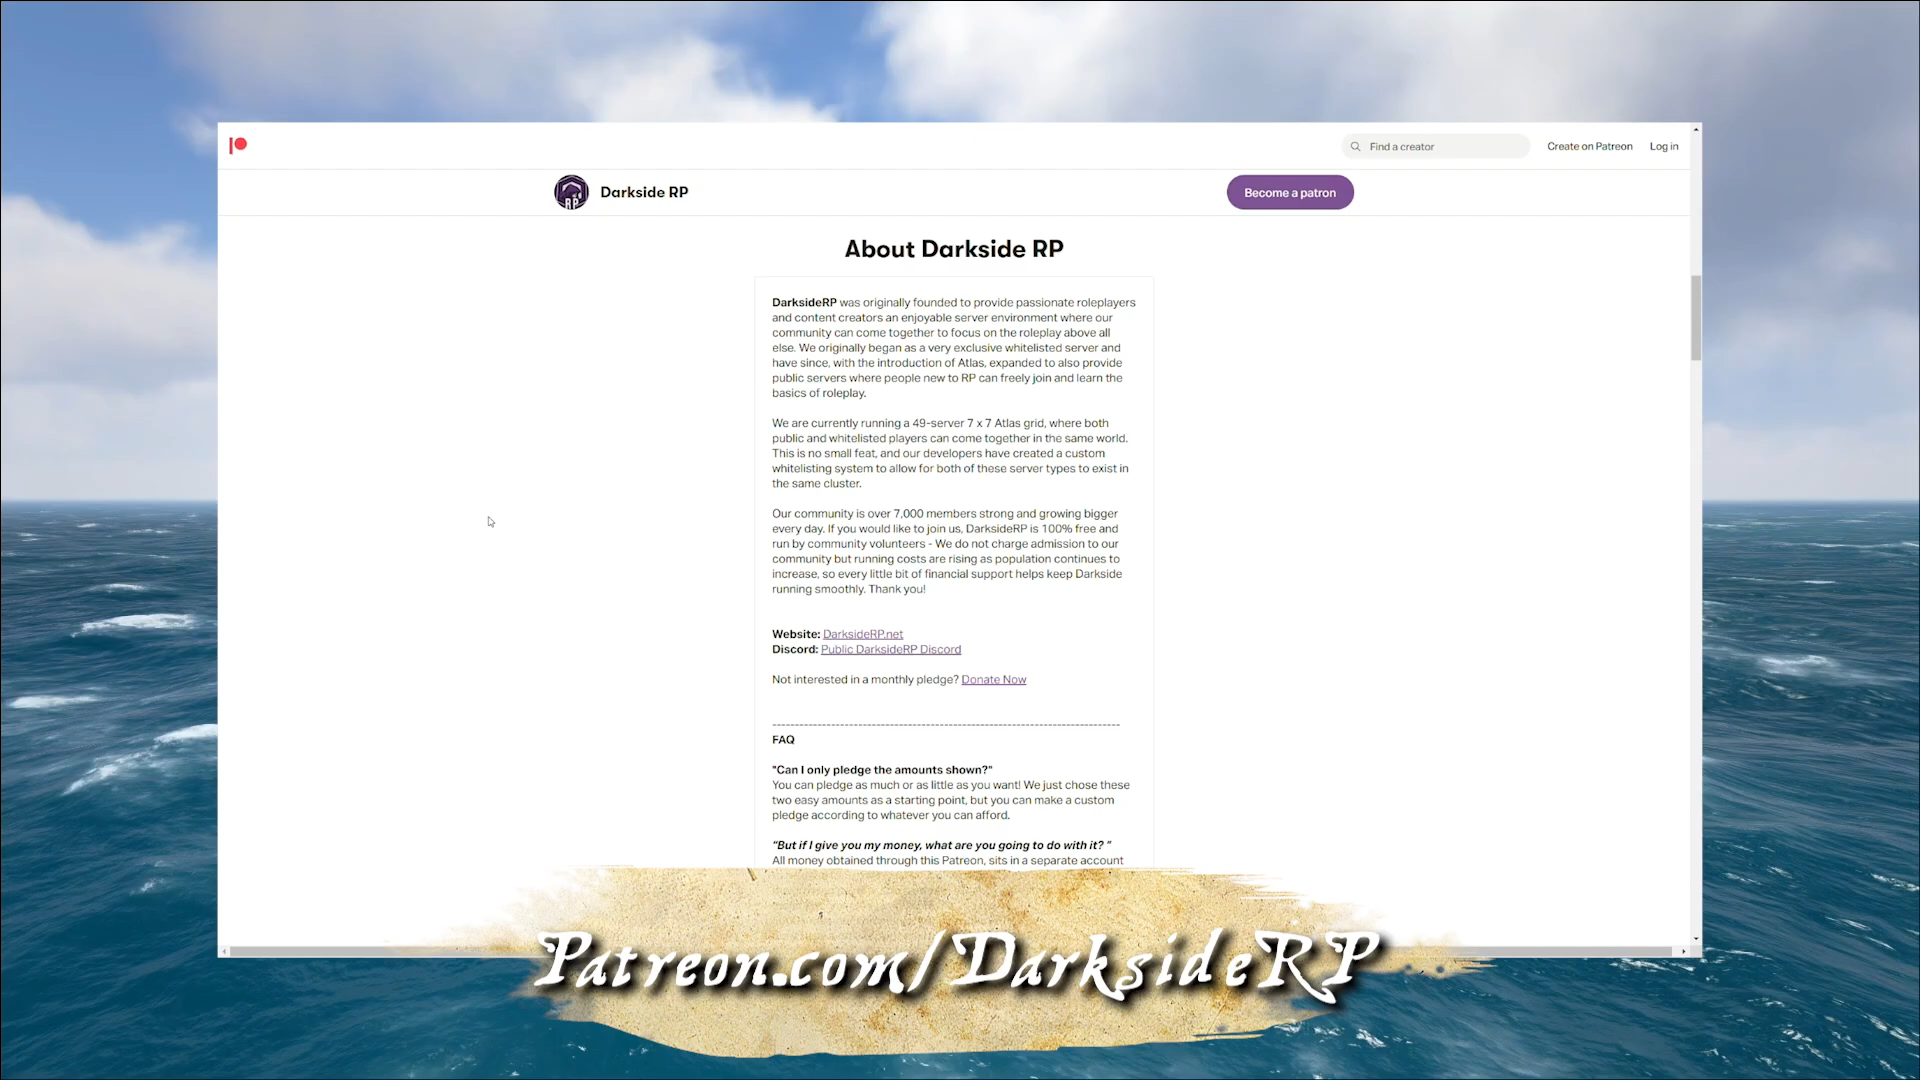 Find a creator
Create on Patreon
Log in
RP
Darkside RP
Become a patron
About Darkside RP
DarksideRP was originally founded to provide passionate roleplayers
and content creators an enjoyable server environment where our
community can come together to focus on the roleplay above all
else. We originally began as a very exclusive whitelisted server and
have since, with the introduction of Atlas, expanded to also provide
public servers where people new to RP can freely join and learn the
basics of roleplay.
We are currently running a 49-server 7 x 7 Atlas grid, where both
public and whitelisted players can come together in the same world.
This is no small feat, and our developers have created a custom
whitelisting system to allow for both of these server types to exist in
the same cluster.
Our community is over 7,000 members strong and growing bigger
every day. If you would like to join us, DarksideRP is 100% free and
run by community volunteers - We do not charge admission to our
community but running costs are rising as population continues to
increase, so every little bit of financial support helps keep Darkside
running smoothly. Thank you!
Website: DarksideRP.net
Discord: Public DarksideRP Discord
Not interested in a monthly pledge? Donate Now
----------------------------------------------------------------------------
FAQ
"Can I only pledge the amounts shown?"
You can pledge as much or as little as you want! We just chose these
two easy amounts as a starting point, but you can make a custom
pledge according to whatever you can afford.
"But if I give you my money, what are you going to do with it? "
All money obtained through this Patreon, sits in a separate account
Patreon.com/DarksideRP